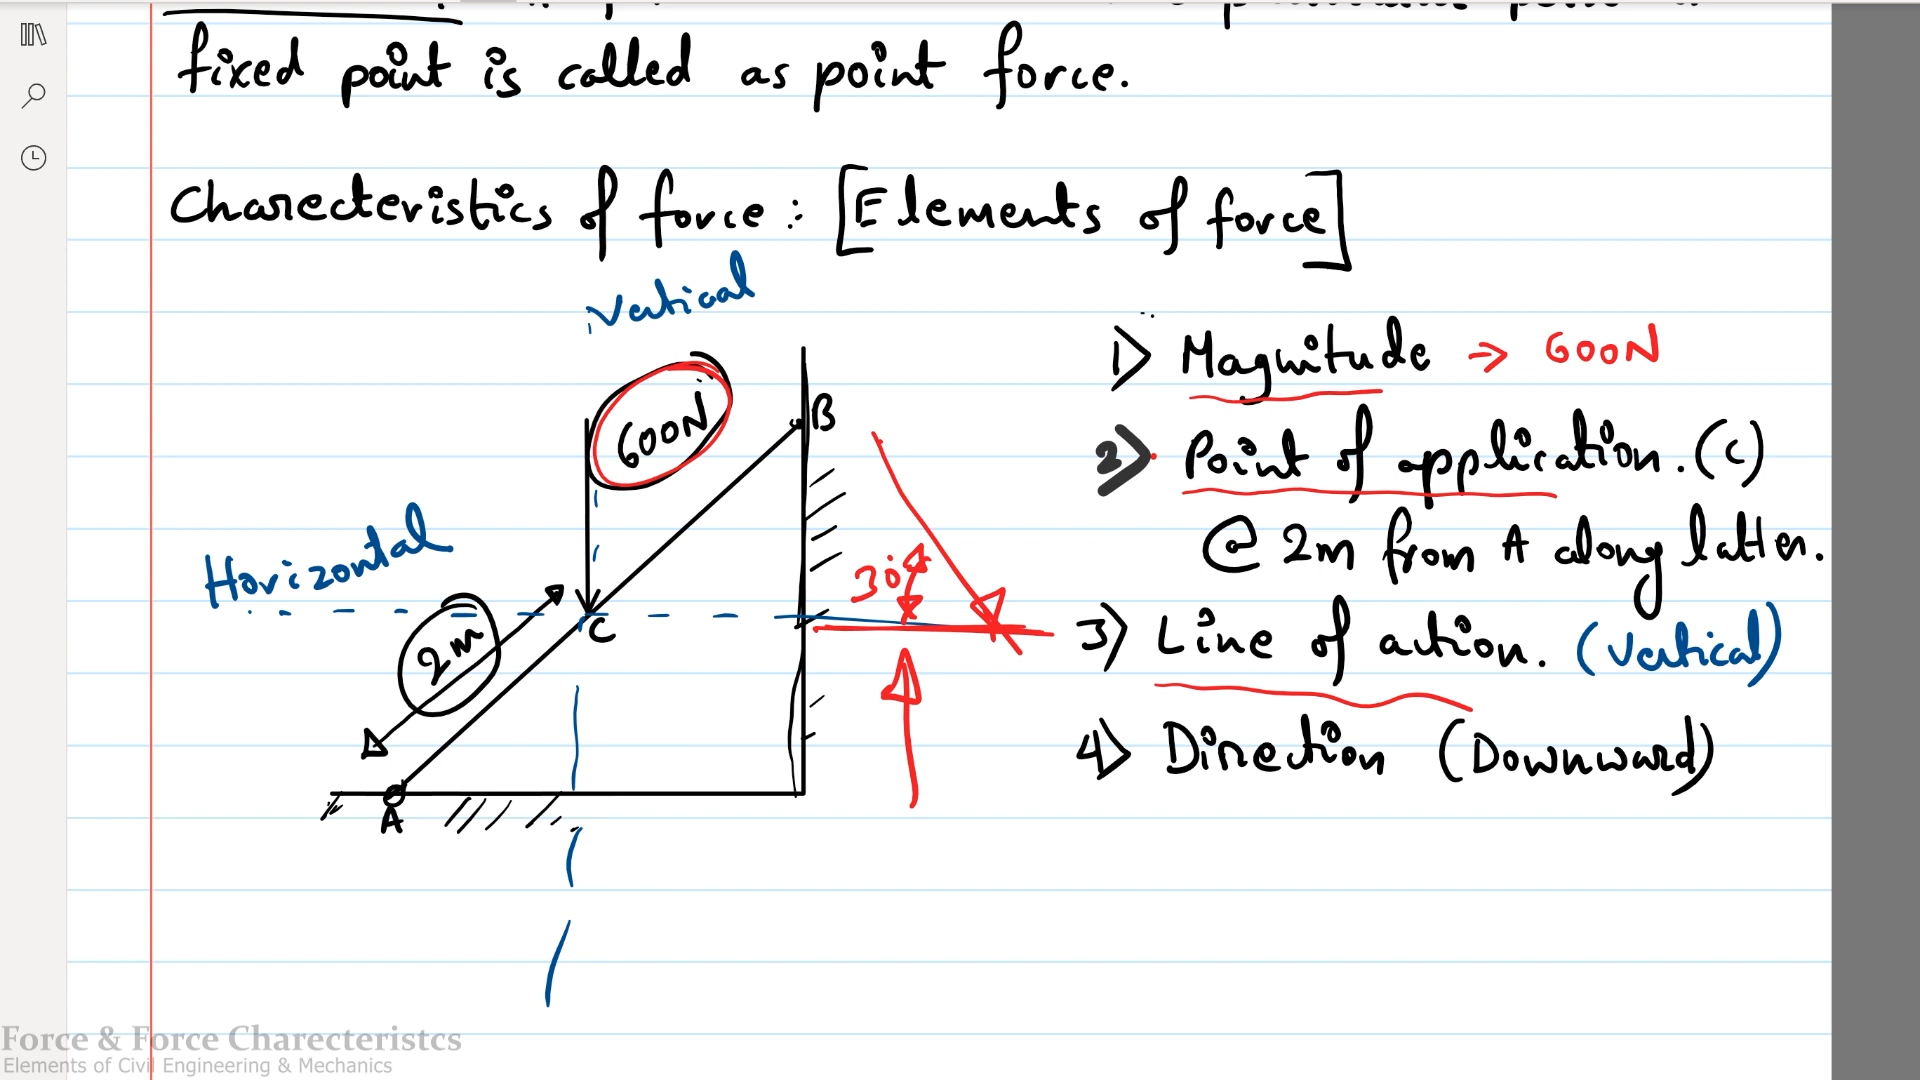 fixed point is called as point force.
Charecteristics of force : [Elements of force]
Vertical
600N
B
Horizontal
2m
C
A
30°
1) Magnitude → 600N
2) Point of application. (C)
@ 2m from A along latter.
3) Line of action. (Vertical)
4) Direction (Downward)
Force & Force Charecteristcs
Elements of Civil Engineering & Mechanics